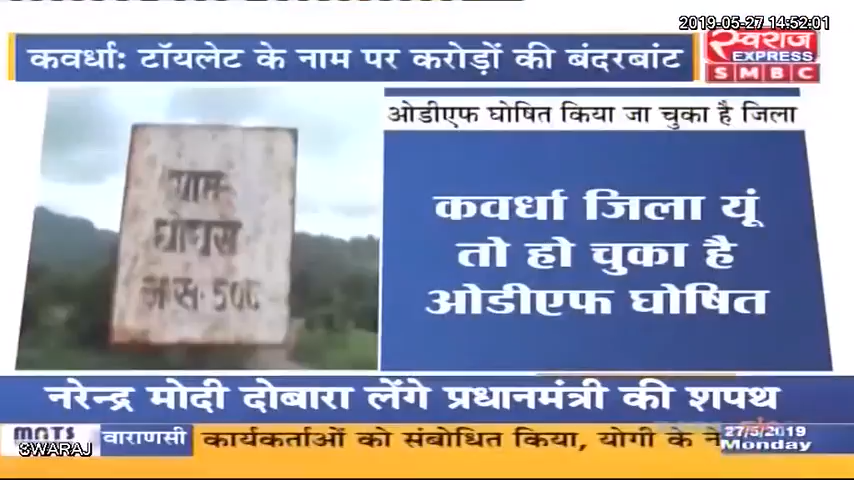 2019-05-27 14:52:01
कवर्धा: टॉयलेट के नाम पर करोड़ों की बंदरबांट
स्वराज
EXPRESS
SMBC
ओडीएफ घोषित किया जा चुका है जिला
ग्राम-
कवर्धा जिला यूं
तो हो चुका है
ओडीएफ घोषित
नरेन्द्र मोदी दोबारा लेंगे प्रधानमंत्री की शपथ
SWARAJ
वाराणसी
कार्यकर्ताओं को संबोधित किया, योगी के
27/5/2019
Monday